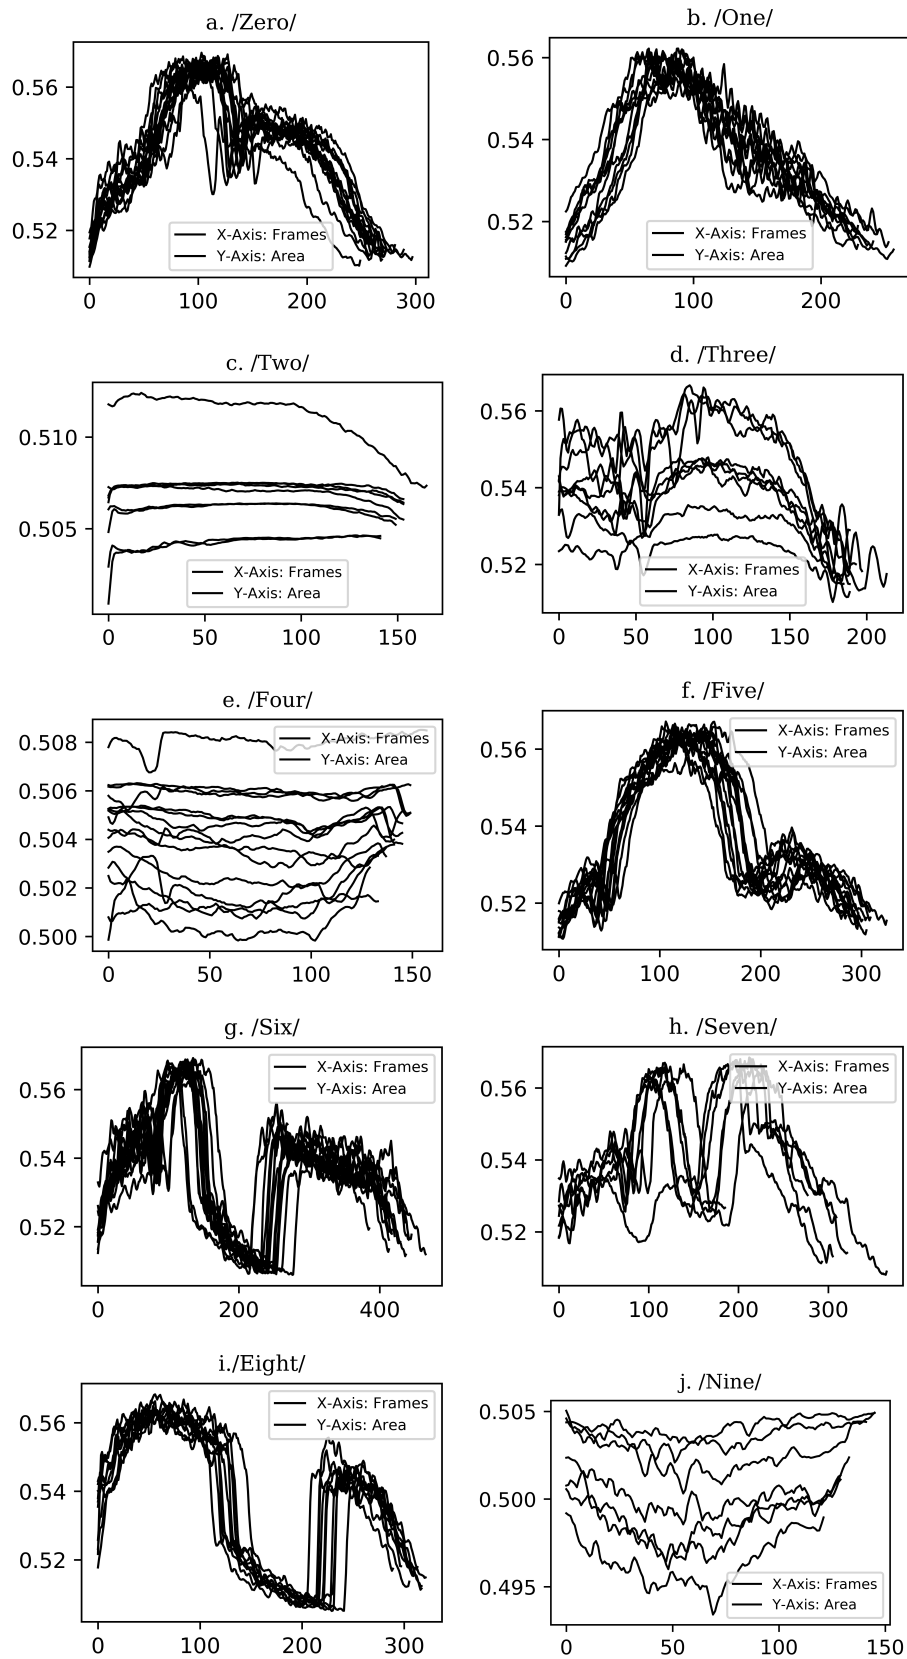 a. /Zero/
0.56
0.54
0.52
X-Axis: Frames
Y-Axis: Area
0 100 200 300
b. /One/
0.56
0.54
0.52
X-Axis: Frames
Y-Axis: Area
0 100 200
c. /Two/
0.510
0.505
X-Axis: Frames
Y-Axis: Area
0 50 100 150
d. /Three/
0.56
0.54
0.52
X-Axis: Frames
Y-Axis: Area
0 50 100 150 200
e. /Four/
0.508
0.506
0.504
0.502
0.500
X-Axis: Frames
Y-Axis: Area
0 50 100 150
f. /Five/
0.56
0.54
0.52
X-Axis: Frames
Y-Axis: Area
0 100 200 300
g. /Six/
0.56
0.54
0.52
X-Axis: Frames
Y-Axis: Area
0 200 400
h. /Seven/
0.56
0.54
0.52
X-Axis: Frames
Y-Axis: Area
0 100 200 300
i./Eight/
0.56
0.54
0.52
X-Axis: Frames
Y-Axis: Area
0 100 200 300
j. /Nine/
0.505
0.500
0.495
X-Axis: Frames
Y-Axis: Area
0 50 100 150